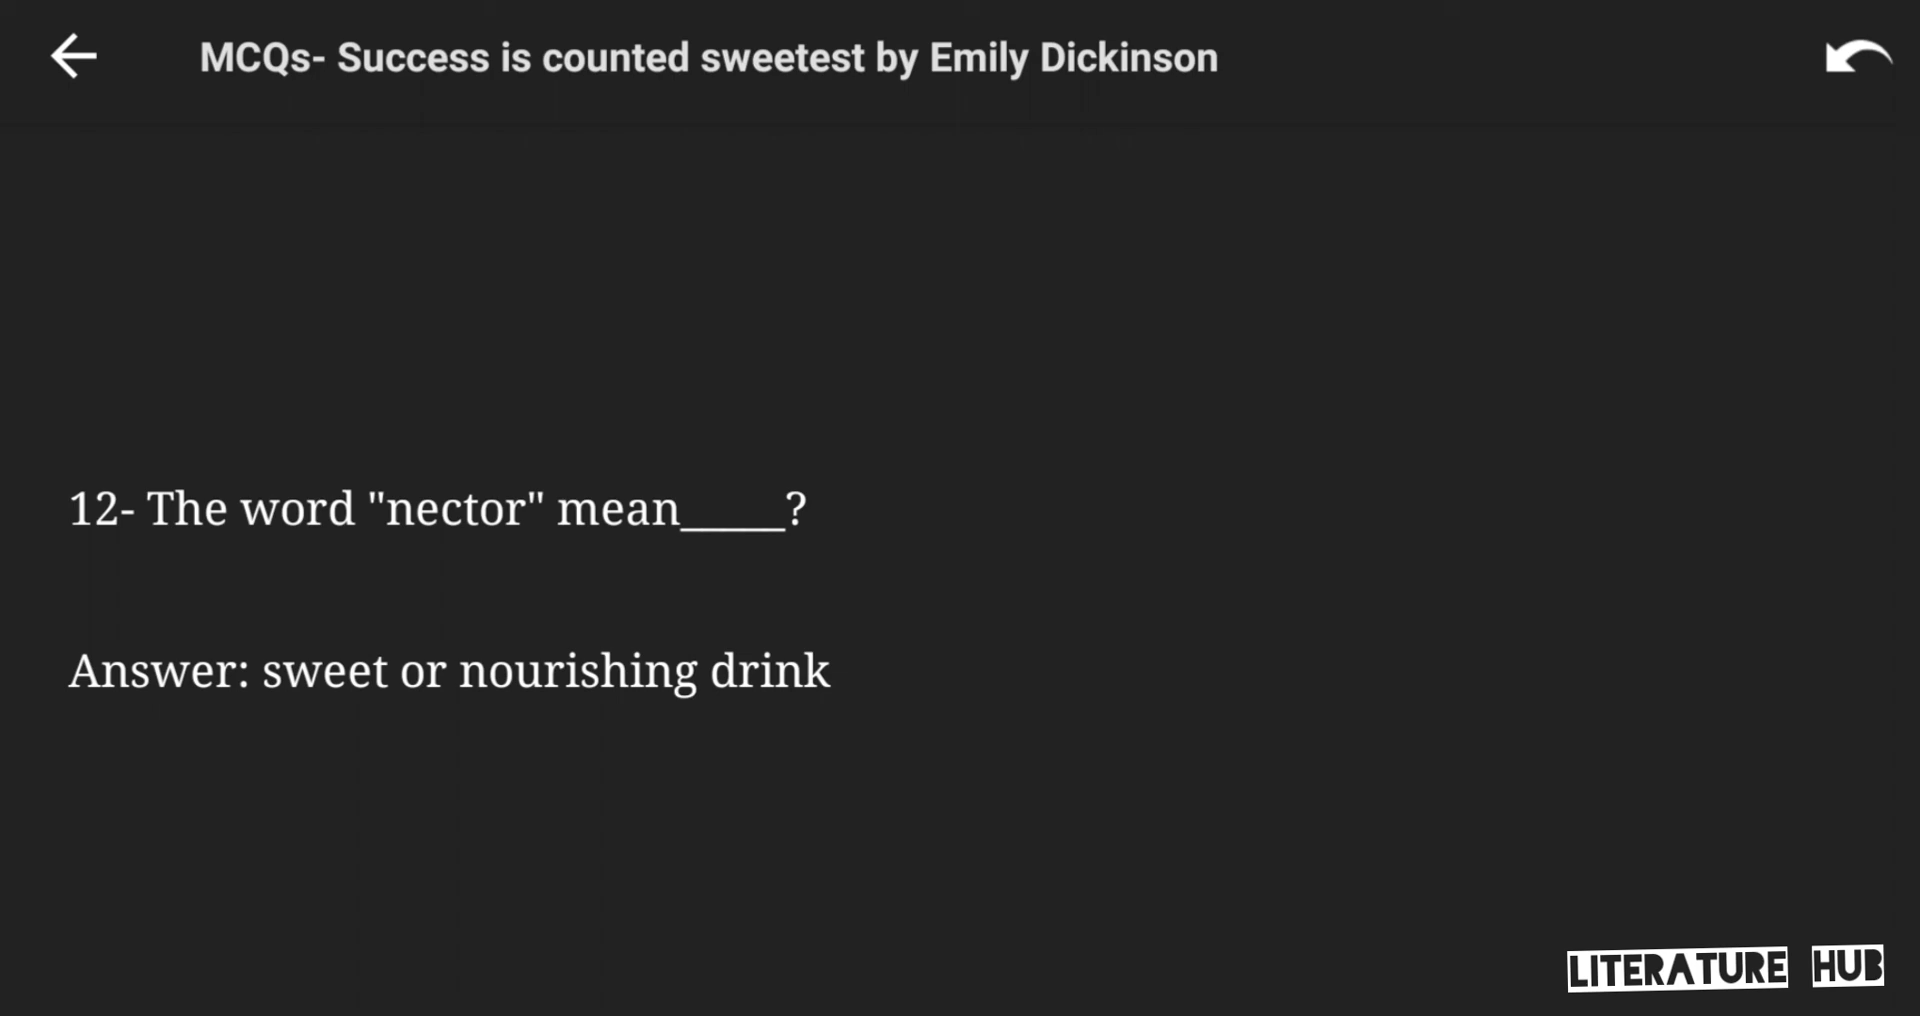 MCQs- Success is counted sweetest by Emily Dickinson
12- The word "nector" mean_____?
Answer: sweet or nourishing drink
LITERATURE HUB